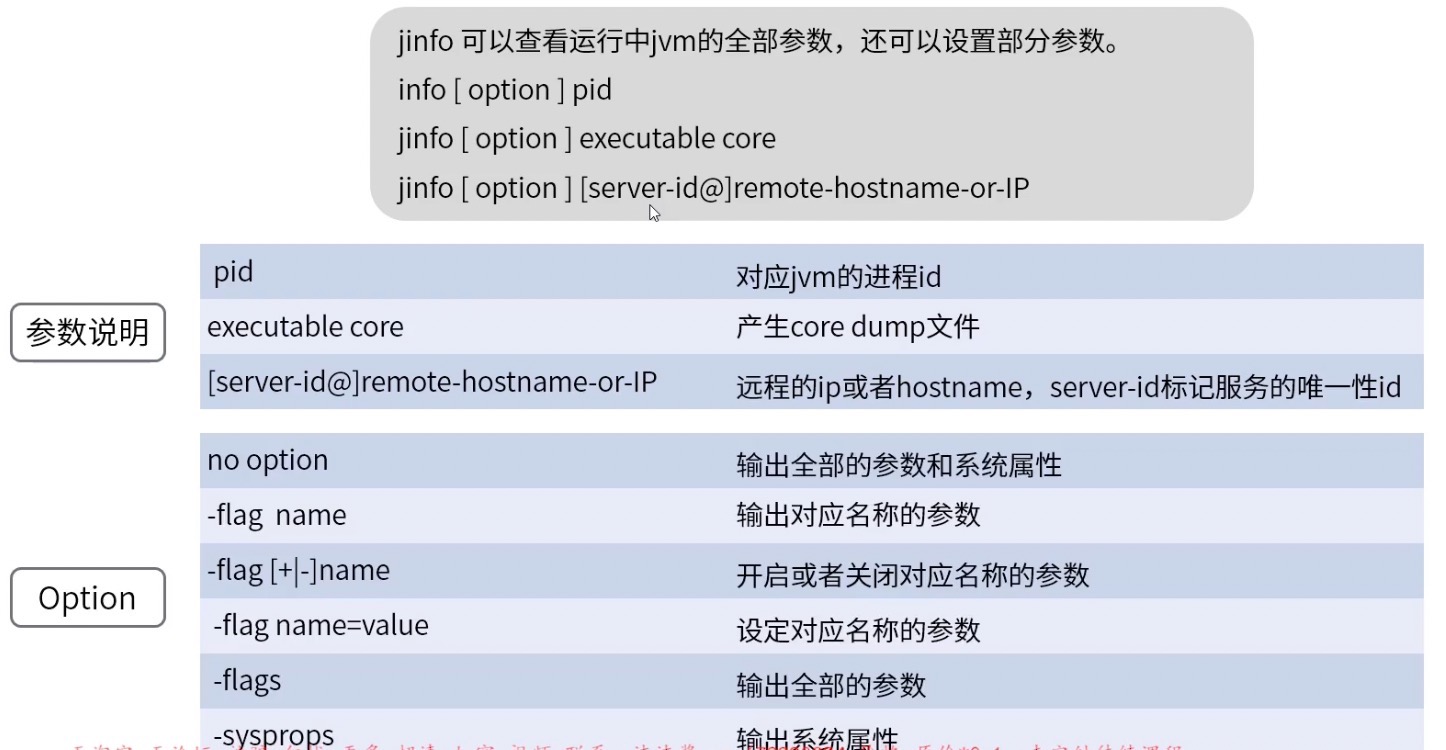 jinfo 可以查看运行中jvm的全部参数，还可以设置部分参数。
info [ option ] pid
jinfo [ option ] executable core
jinfo [ option ] [server-id@]remote-hostname-or-IP
参数说明
pid 对应jvm的进程id
executable core 产生core dump文件
[server-id@]remote-hostname-or-IP 远程的ip或者hostname，server-id标记服务的唯一性id
Option
no option 输出全部的参数和系统属性
-flag name 输出对应名称的参数
-flag [+|-]name 开启或者关闭对应名称的参数
-flag name=value 设定对应名称的参数
-flags 输出全部的参数
-sysprops 输出系统属性